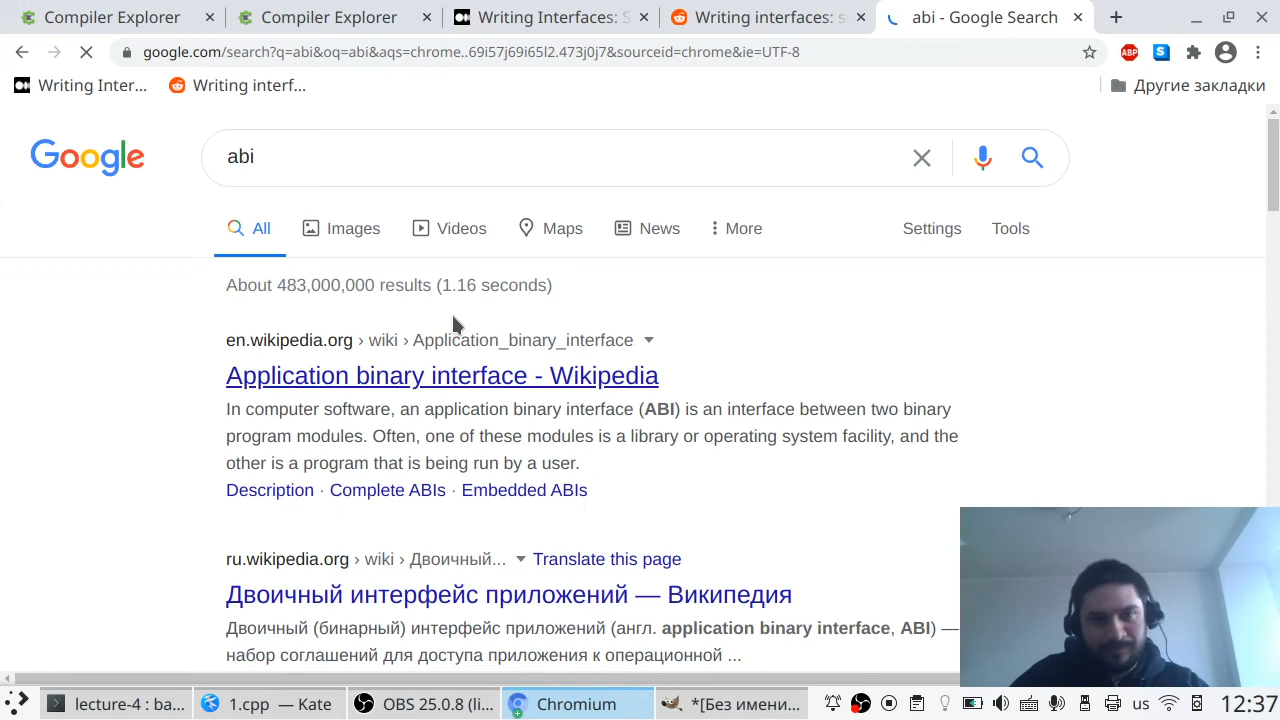 Compiler Explorer
Compiler Explorer
Writing Interfaces: S
Writing interfaces: s
abi - Google Search
google.com/search?q=abi&oq=abi&aqs=chrome..69i57j69i65l2.473j0j7&sourceid=chrome&ie=UTF-8
ABP
S
Writing Inter...
Writing interf...
Другие закладки
Google
abi
All
Images
Videos
Maps
News
More
Settings
Tools
About 483,000,000 results (1.16 seconds)
en.wikipedia.org › wiki › Application_binary_interface
Application binary interface - Wikipedia
In computer software, an application binary interface (ABI) is an interface between two binary
program modules. Often, one of these modules is a library or operating system facility, and the
other is a program that is being run by a user.
Description · Complete ABIs · Embedded ABIs
ru.wikipedia.org › wiki › Двоичный... Translate this page
Двоичный интерфейс приложений — Википедия
Двоичный (бинарный) интерфейс приложений (англ. application binary interface, ABI) —
набор соглашений для доступа приложения к операционной ...
lecture-4 : ba...
1.cpp — Kate
OBS 25.0.8 (li...
Chromium
*[Без имени...
us
12:37